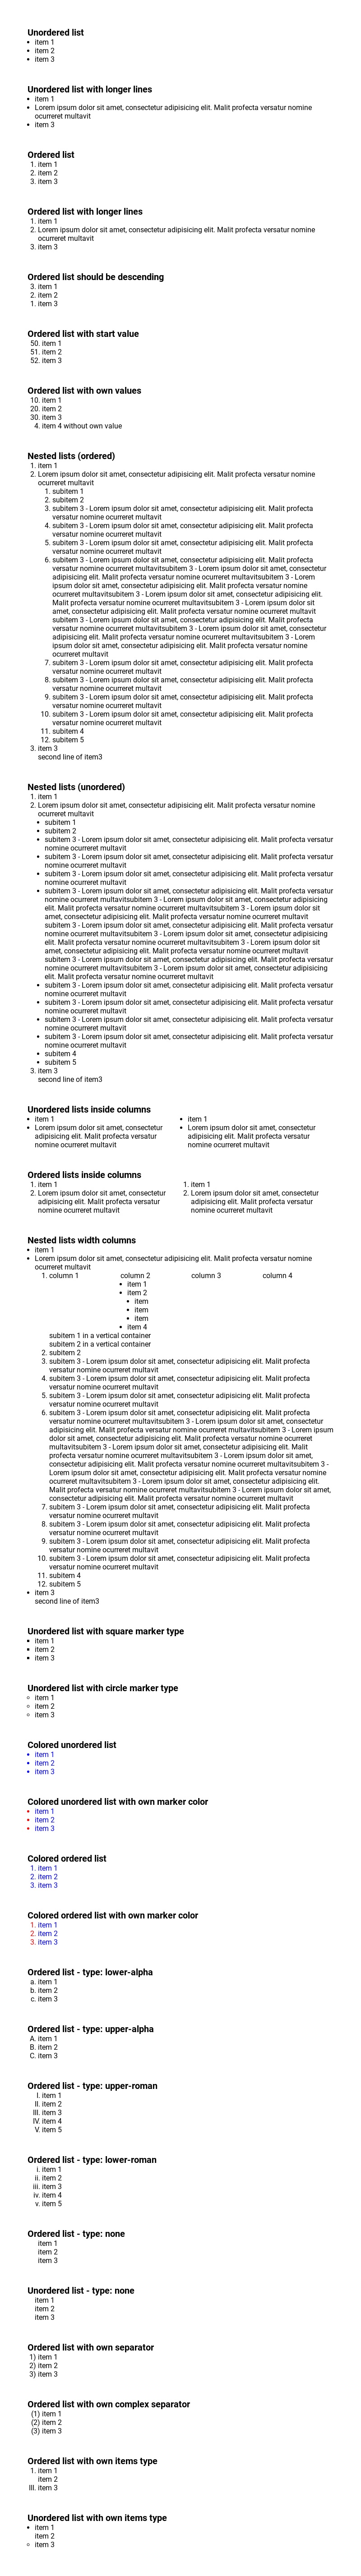 Unordered list
• item 1
• item 2
• item 3
Unordered list with longer lines
• item 1
• Lorem ipsum dolor sit amet, consectetur adipisicing elit. Malit profecta versatur nomine
ocurreret multavit
• item 3
Ordered list
1. item 1
2. item 2
3. item 3
Ordered list with longer lines
1. item 1
2. Lorem ipsum dolor sit amet, consectetur adipisicing elit. Malit profecta versatur nomine
ocurreret multavit
3. item 3
Ordered list should be descending
3. item 1
2. item 2
1. item 3
Ordered list with start value
50. item 1
51. item 2
52. item 3
Ordered list with own values
10. item 1
20. item 2
30. item 3
4. item 4 without own value
Nested lists (ordered)
1. item 1
2. Lorem ipsum dolor sit amet, consectetur adipisicing elit. Malit profecta versatur nomine
ocurreret multavit
1. subitem 1
2. subitem 2
3. subitem 3 - Lorem ipsum dolor sit amet, consectetur adipisicing elit. Malit profecta
versatur nomine ocurreret multavit
4. subitem 3 - Lorem ipsum dolor sit amet, consectetur adipisicing elit. Malit profecta
versatur nomine ocurreret multavit
5. subitem 3 - Lorem ipsum dolor sit amet, consectetur adipisicing elit. Malit profecta
versatur nomine ocurreret multavit
6. subitem 3 - Lorem ipsum dolor sit amet, consectetur adipisicing elit. Malit profecta
versatur nomine ocurreret multavitsubitem 3 - Lorem ipsum dolor sit amet, consectetur
adipisicing elit. Malit profecta versatur nomine ocurreret multavitsubitem 3 - Lorem
ipsum dolor sit amet, consectetur adipisicing elit. Malit profecta versatur nomine
ocurreret multavitsubitem 3 - Lorem ipsum dolor sit amet, consectetur adipisicing elit.
Malit profecta versatur nomine ocurreret multavitsubitem 3 - Lorem ipsum dolor sit
amet, consectetur adipisicing elit. Malit profecta versatur nomine ocurreret multavit
subitem 3 - Lorem ipsum dolor sit amet, consectetur adipisicing elit. Malit profecta
versatur nomine ocurreret multavitsubitem 3 - Lorem ipsum dolor sit amet, consectetur
adipisicing elit. Malit profecta versatur nomine ocurreret multavitsubitem 3 - Lorem
ipsum dolor sit amet, consectetur adipisicing elit. Malit profecta versatur nomine
ocurreret multavit
7. subitem 3 - Lorem ipsum dolor sit amet, consectetur adipisicing elit. Malit profecta
versatur nomine ocurreret multavit
8. subitem 3 - Lorem ipsum dolor sit amet, consectetur adipisicing elit. Malit profecta
versatur nomine ocurreret multavit
9. subitem 3 - Lorem ipsum dolor sit amet, consectetur adipisicing elit. Malit profecta
versatur nomine ocurreret multavit
10. subitem 3 - Lorem ipsum dolor sit amet, consectetur adipisicing elit. Malit profecta
versatur nomine ocurreret multavit
11. subitem 4
12. subitem 5
3. item 3
second line of item3
Nested lists (unordered)
1. item 1
2. Lorem ipsum dolor sit amet, consectetur adipisicing elit. Malit profecta versatur nomine
ocurreret multavit
• subitem 1
• subitem 2
• subitem 3 - Lorem ipsum dolor sit amet, consectetur adipisicing elit. Malit profecta versatur
nomine ocurreret multavit
• subitem 3 - Lorem ipsum dolor sit amet, consectetur adipisicing elit. Malit profecta versatur
nomine ocurreret multavit
• subitem 3 - Lorem ipsum dolor sit amet, consectetur adipisicing elit. Malit profecta versatur
nomine ocurreret multavit
• subitem 3 - Lorem ipsum dolor sit amet, consectetur adipisicing elit. Malit profecta versatur
nomine ocurreret multavitsubitem 3 - Lorem ipsum dolor sit amet, consectetur adipisicing
elit. Malit profecta versatur nomine ocurreret multavitsubitem 3 - Lorem ipsum dolor sit
amet, consectetur adipisicing elit. Malit profecta versatur nomine ocurreret multavit
subitem 3 - Lorem ipsum dolor sit amet, consectetur adipisicing elit. Malit profecta versatur
nomine ocurreret multavitsubitem 3 - Lorem ipsum dolor sit amet, consectetur adipisicing
elit. Malit profecta versatur nomine ocurreret multavitsubitem 3 - Lorem ipsum dolor sit
amet, consectetur adipisicing elit. Malit profecta versatur nomine ocurreret multavit
subitem 3 - Lorem ipsum dolor sit amet, consectetur adipisicing elit. Malit profecta versatur
nomine ocurreret multavitsubitem 3 - Lorem ipsum dolor sit amet, consectetur adipisicing
elit. Malit profecta versatur nomine ocurreret multavit
• subitem 3 - Lorem ipsum dolor sit amet, consectetur adipisicing elit. Malit profecta versatur
nomine ocurreret multavit
• subitem 3 - Lorem ipsum dolor sit amet, consectetur adipisicing elit. Malit profecta versatur
nomine ocurreret multavit
• subitem 3 - Lorem ipsum dolor sit amet, consectetur adipisicing elit. Malit profecta versatur
nomine ocurreret multavit
• subitem 3 - Lorem ipsum dolor sit amet, consectetur adipisicing elit. Malit profecta versatur
nomine ocurreret multavit
• subitem 4
• subitem 5
3. item 3
second line of item3
Unordered lists inside columns
• item 1
• Lorem ipsum dolor sit amet, consectetur
adipisicing elit. Malit profecta versatur
nomine ocurreret multavit
• item 1
• Lorem ipsum dolor sit amet, consectetur
adipisicing elit. Malit profecta versatur
nomine ocurreret multavit
Ordered lists inside columns
1. item 1
2. Lorem ipsum dolor sit amet, consectetur
adipisicing elit. Malit profecta versatur
nomine ocurreret multavit
1. item 1
2. Lorem ipsum dolor sit amet, consectetur
adipisicing elit. Malit profecta versatur
nomine ocurreret multavit
Nested lists width columns
• item 1
• Lorem ipsum dolor sit amet, consectetur adipisicing elit. Malit profecta versatur nomine
ocurreret multavit
1. column 1 column 2 column 3 column 4
• item 1
• item 2
• item
• item
• item
• item 4
subitem 1 in a vertical container
subitem 2 in a vertical container
2. subitem 2
3. subitem 3 - Lorem ipsum dolor sit amet, consectetur adipisicing elit. Malit profecta
versatur nomine ocurreret multavit
4. subitem 3 - Lorem ipsum dolor sit amet, consectetur adipisicing elit. Malit profecta
versatur nomine ocurreret multavit
5. subitem 3 - Lorem ipsum dolor sit amet, consectetur adipisicing elit. Malit profecta
versatur nomine ocurreret multavit
6. subitem 3 - Lorem ipsum dolor sit amet, consectetur adipisicing elit. Malit profecta
versatur nomine ocurreret multavitsubitem 3 - Lorem ipsum dolor sit amet, consectetur
adipisicing elit. Malit profecta versatur nomine ocurreret multavitsubitem 3 - Lorem ipsum
dolor sit amet, consectetur adipisicing elit. Malit profecta versatur nomine ocurreret
multavitsubitem 3 - Lorem ipsum dolor sit amet, consectetur adipisicing elit. Malit
profecta versatur nomine ocurreret multavitsubitem 3 - Lorem ipsum dolor sit amet,
consectetur adipisicing elit. Malit profecta versatur nomine ocurreret multavitsubitem 3 -
Lorem ipsum dolor sit amet, consectetur adipisicing elit. Malit profecta versatur nomine
ocurreret multavitsubitem 3 - Lorem ipsum dolor sit amet, consectetur adipisicing elit.
Malit profecta versatur nomine ocurreret multavitsubitem 3 - Lorem ipsum dolor sit amet,
consectetur adipisicing elit. Malit profecta versatur nomine ocurreret multavit
7. subitem 3 - Lorem ipsum dolor sit amet, consectetur adipisicing elit. Malit profecta
versatur nomine ocurreret multavit
8. subitem 3 - Lorem ipsum dolor sit amet, consectetur adipisicing elit. Malit profecta
versatur nomine ocurreret multavit
9. subitem 3 - Lorem ipsum dolor sit amet, consectetur adipisicing elit. Malit profecta
versatur nomine ocurreret multavit
10. subitem 3 - Lorem ipsum dolor sit amet, consectetur adipisicing elit. Malit profecta
versatur nomine ocurreret multavit
11. subitem 4
12. subitem 5
• item 3
second line of item3
Unordered list with square marker type
▪ item 1
▪ item 2
▪ item 3
Unordered list with circle marker type
◦ item 1
◦ item 2
◦ item 3
Colored unordered list
• item 1
• item 2
• item 3
Colored unordered list with own marker color
• item 1
• item 2
• item 3
Colored ordered list
1. item 1
2. item 2
3. item 3
Colored ordered list with own marker color
1. item 1
2. item 2
3. item 3
Ordered list - type: lower-alpha
a. item 1
b. item 2
c. item 3
Ordered list - type: upper-alpha
A. item 1
B. item 2
C. item 3
Ordered list - type: upper-roman
I. item 1
II. item 2
III. item 3
IV. item 4
V. item 5
Ordered list - type: lower-roman
i. item 1
ii. item 2
iii. item 3
iv. item 4
v. item 5
Ordered list - type: none
item 1
item 2
item 3
Unordered list - type: none
item 1
item 2
item 3
Ordered list with own separator
1) item 1
2) item 2
3) item 3
Ordered list with own complex separator
(1) item 1
(2) item 2
(3) item 3
Ordered list with own items type
1. item 1
item 2
III. item 3
Unordered list with own items type
• item 1
item 2
◦ item 3